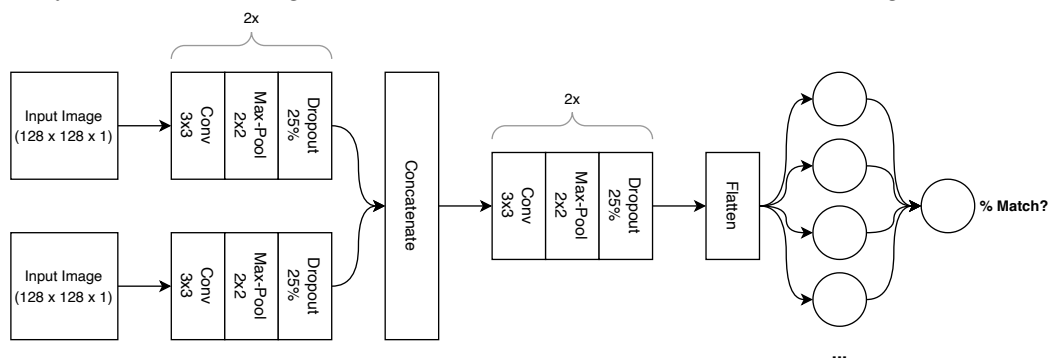 2x
Input Image
(128 x 128 x 1)
Conv
3x3
Max-Pool
2x2
Dropout
25%
Input Image
(128 x 128 x 1)
Conv
3x3
Max-Pool
2x2
Dropout
25%
Concatenate
2x
Conv
3x3
Max-Pool
2x2
Dropout
25%
Flatten
% Match?
...